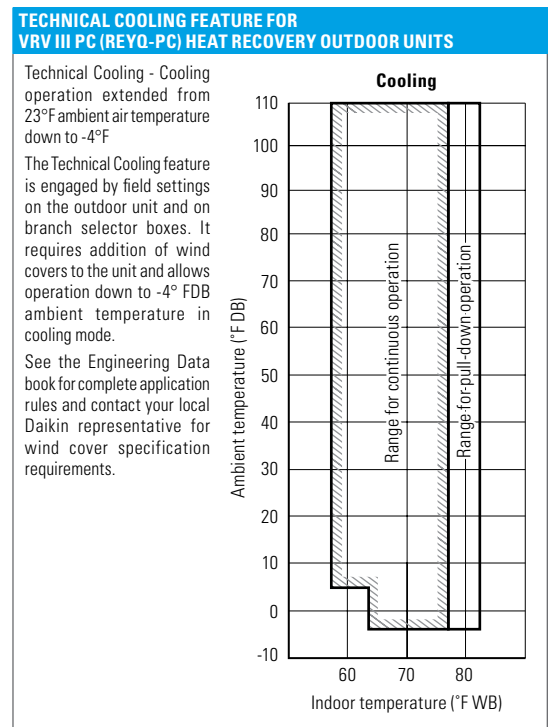 TECHNICAL COOLING FEATURE FOR
VRV III PC (REYQ-PC) HEAT RECOVERY OUTDOOR UNITS
Technical Cooling - Cooling
operation extended from
23°F ambient air temperature
down to -4°F
The Technical Cooling feature
is engaged by field settings
on the outdoor unit and on
branch selector boxes. It
requires addition of wind
covers to the unit and allows
operation down to -4° FDB
ambient temperature in
cooling mode.
See the Engineering Data
book for complete application
rules and contact your local
Daikin representative for
wind cover specification
requirements.
Cooling
Ambient temperature (°F DB)
110
100
90
80
70
60
50
40
30
20
10
0
-10
Range for continuous operation
Range for pull-down operation
60 70 80
Indoor temperature (°F WB)